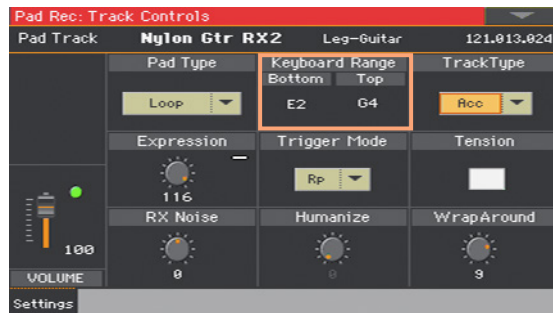 Pad Rec: Track Controls
Pad Track Nylon Gtr RX2 Leg-Guitar 121.013.024
Pad Type Keyboard Range TrackType
Bottom Top
Loop E2 G4 Acc
Expression Trigger Mode Tension
Rp
116
RX Noise Humanize WrapAround
100
0 0 9
VOLUME
Settings